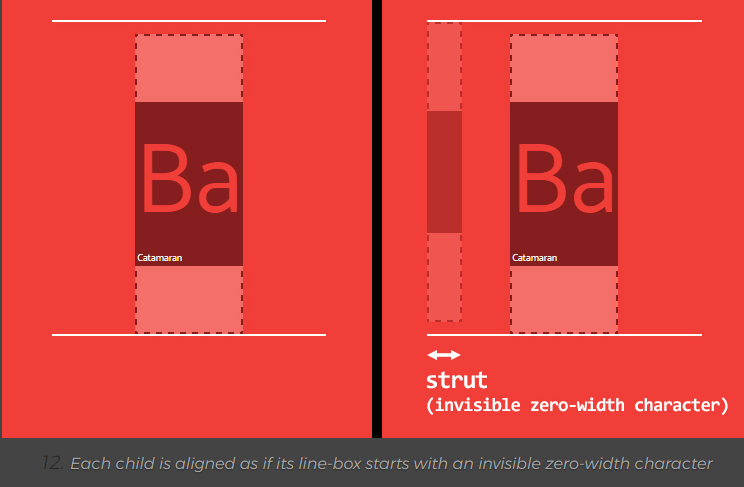 Ba
Catamaran
Ba
Catamaran
strut
(invisible zero-width character)
12. Each child is aligned as if its line-box starts with an invisible zero-width character